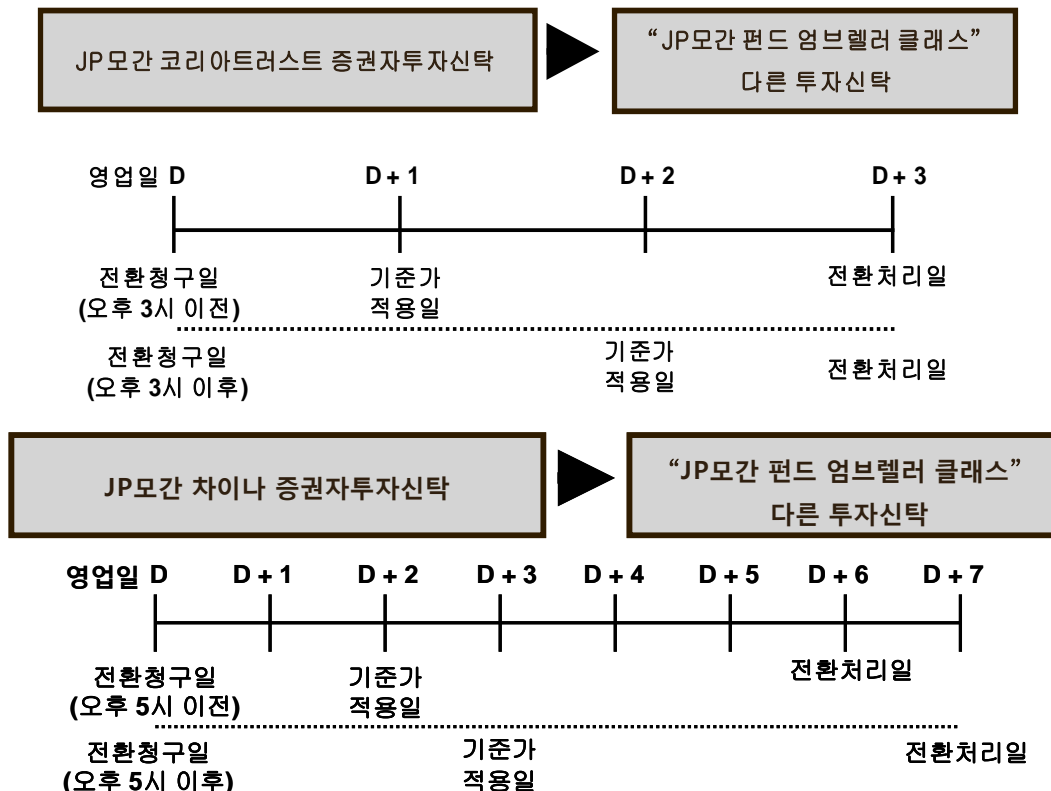 JP모간 코리아트러스트 증권자투자신탁
“JP모간 펀드 엄브렐러 클래스”
다른 투자신탁
영업일 D D + 1 D + 2 D + 3
전환청구일 기준가 전환처리일
(오후 3시 이전) 적용일
전환청구일 기준가 전환처리일
(오후 3시 이후) 적용일
JP모간 차이나 증권자투자신탁
“JP모간 펀드 엄브렐러 클래스”
다른 투자신탁
영업일 D D + 1 D + 2 D + 3 D + 4 D + 5 D + 6 D + 7
전환청구일 기준가 전환처리일
(오후 5시 이전) 적용일
전환청구일 기준가 전환처리일
(오후 5시 이후) 적용일